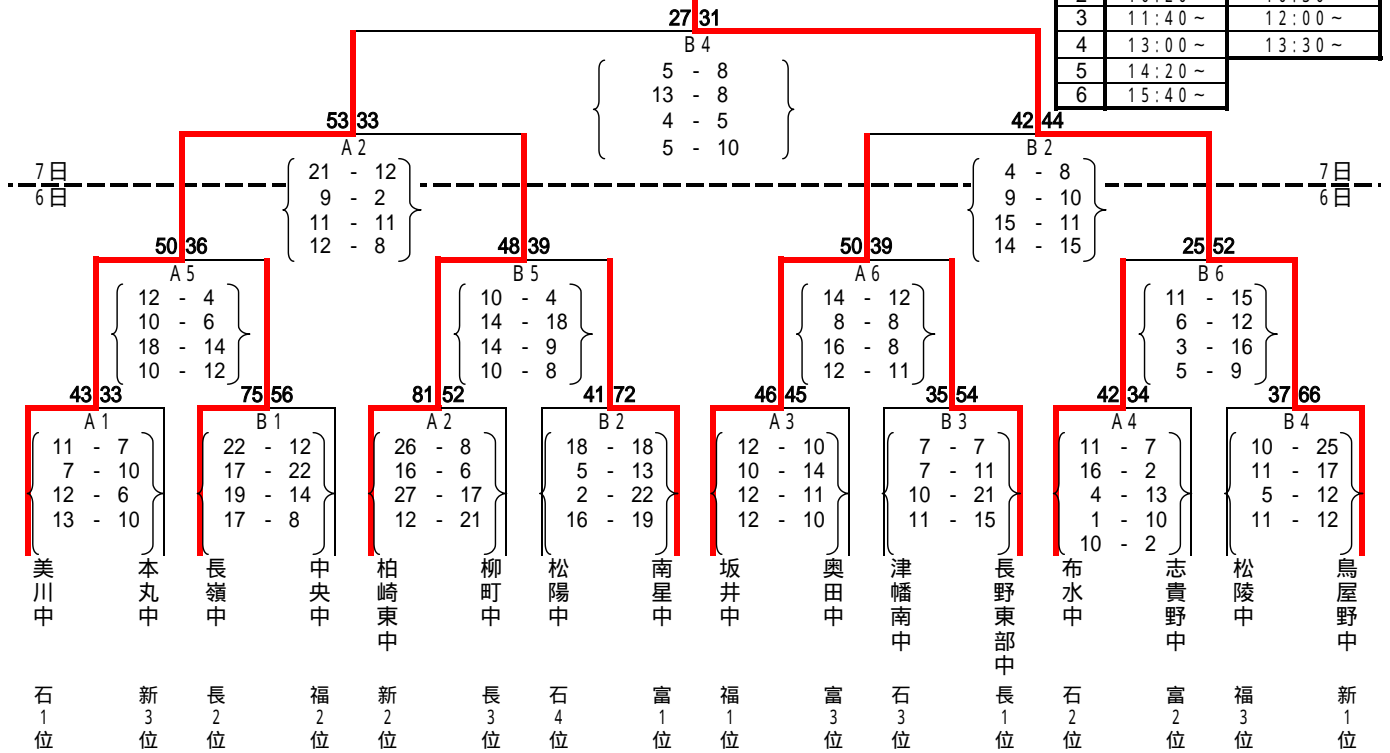 3 11:40~ 12:00~
4 13:00~ 13:30~
5 14:20~
6 15:40~
27 31
B4
5 - 8
13 - 8
4 - 5
5 - 10
53 33
A2
21 - 12
9 - 2
11 - 11
12 - 8
42 44
B2
4 - 8
9 - 10
15 - 11
14 - 15
7日
6日
7日
6日
50 36
A5
12 - 4
10 - 6
18 - 14
10 - 12
48 39
B5
10 - 4
14 - 18
14 - 9
10 - 8
50 39
A6
14 - 12
8 - 8
16 - 8
12 - 11
25 52
B6
11 - 15
6 - 12
3 - 16
5 - 9
43 33
A1
11 - 7
7 - 10
12 - 6
13 - 10
75 56
B1
22 - 12
17 - 22
19 - 14
17 - 8
81 52
A2
26 - 8
16 - 6
27 - 17
12 - 21
41 72
B2
18 - 18
5 - 13
2 - 22
16 - 19
46 45
A3
12 - 10
10 - 14
12 - 11
12 - 10
35 54
B3
7 - 7
7 - 11
10 - 21
11 - 15
42 34
A4
11 - 7
16 - 2
4 - 13
1 - 10
10 - 2
37 66
B4
10 - 25
11 - 17
5 - 12
11 - 12
美川中
本丸中
長嶺中
中央中
柏崎東中
柳町中
松陽中
南星中
坂井中
奥田中
津幡南中
長野東部中
布水中
志貴野中
松陵中
鳥屋野中
石1位
新3位
長2位
福2位
新2位
長3位
石4位
富1位
福1位
富3位
石3位
長1位
石2位
富2位
福3位
新1位